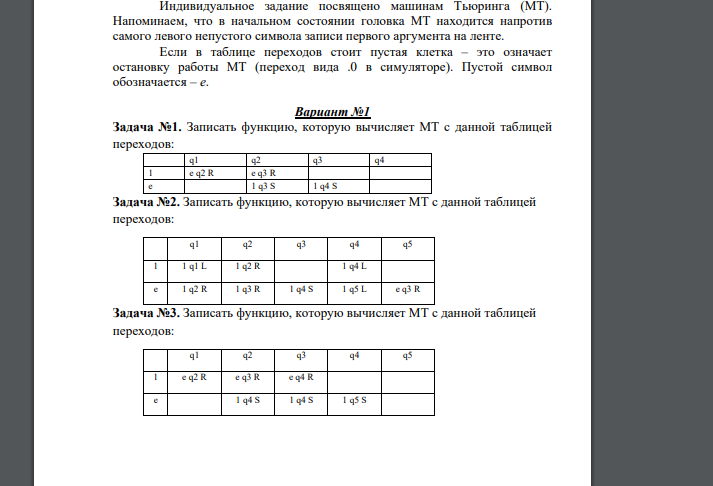 Индивидуальное задание посвящено машинам Тьюринга (МТ).
Напоминаем, что в начальном состоянии головка МТ находится напротив
самого левого непустого символа записи первого аргумента на ленте.
Если в таблице переходов стоит пустая клетка – это означает
остановку работы МТ (переход вида .0 в симуляторе). Пустой символ
обозначается – е.
Вариант №1
Задача №1. Записать функцию, которую вычисляет МТ с данной таблицей
переходов:
q1 q2 q3 q4
1 e q2 R e q3 R
e 1 q3 S 1 q4 S
Задача №2. Записать функцию, которую вычисляет МТ с данной таблицей
переходов:
q1 q2 q3 q4 q5
1 1 q1 L 1 q2 R 1 q4 L
e 1 q2 R 1 q3 R 1 q4 S 1 q5 L e q3 R
Задача №3. Записать функцию, которую вычисляет МТ с данной таблицей
переходов:
q1 q2 q3 q4 q5
1 e q2 R e q3 R e q4 R
e 1 q4 S 1 q4 S 1 q5 S